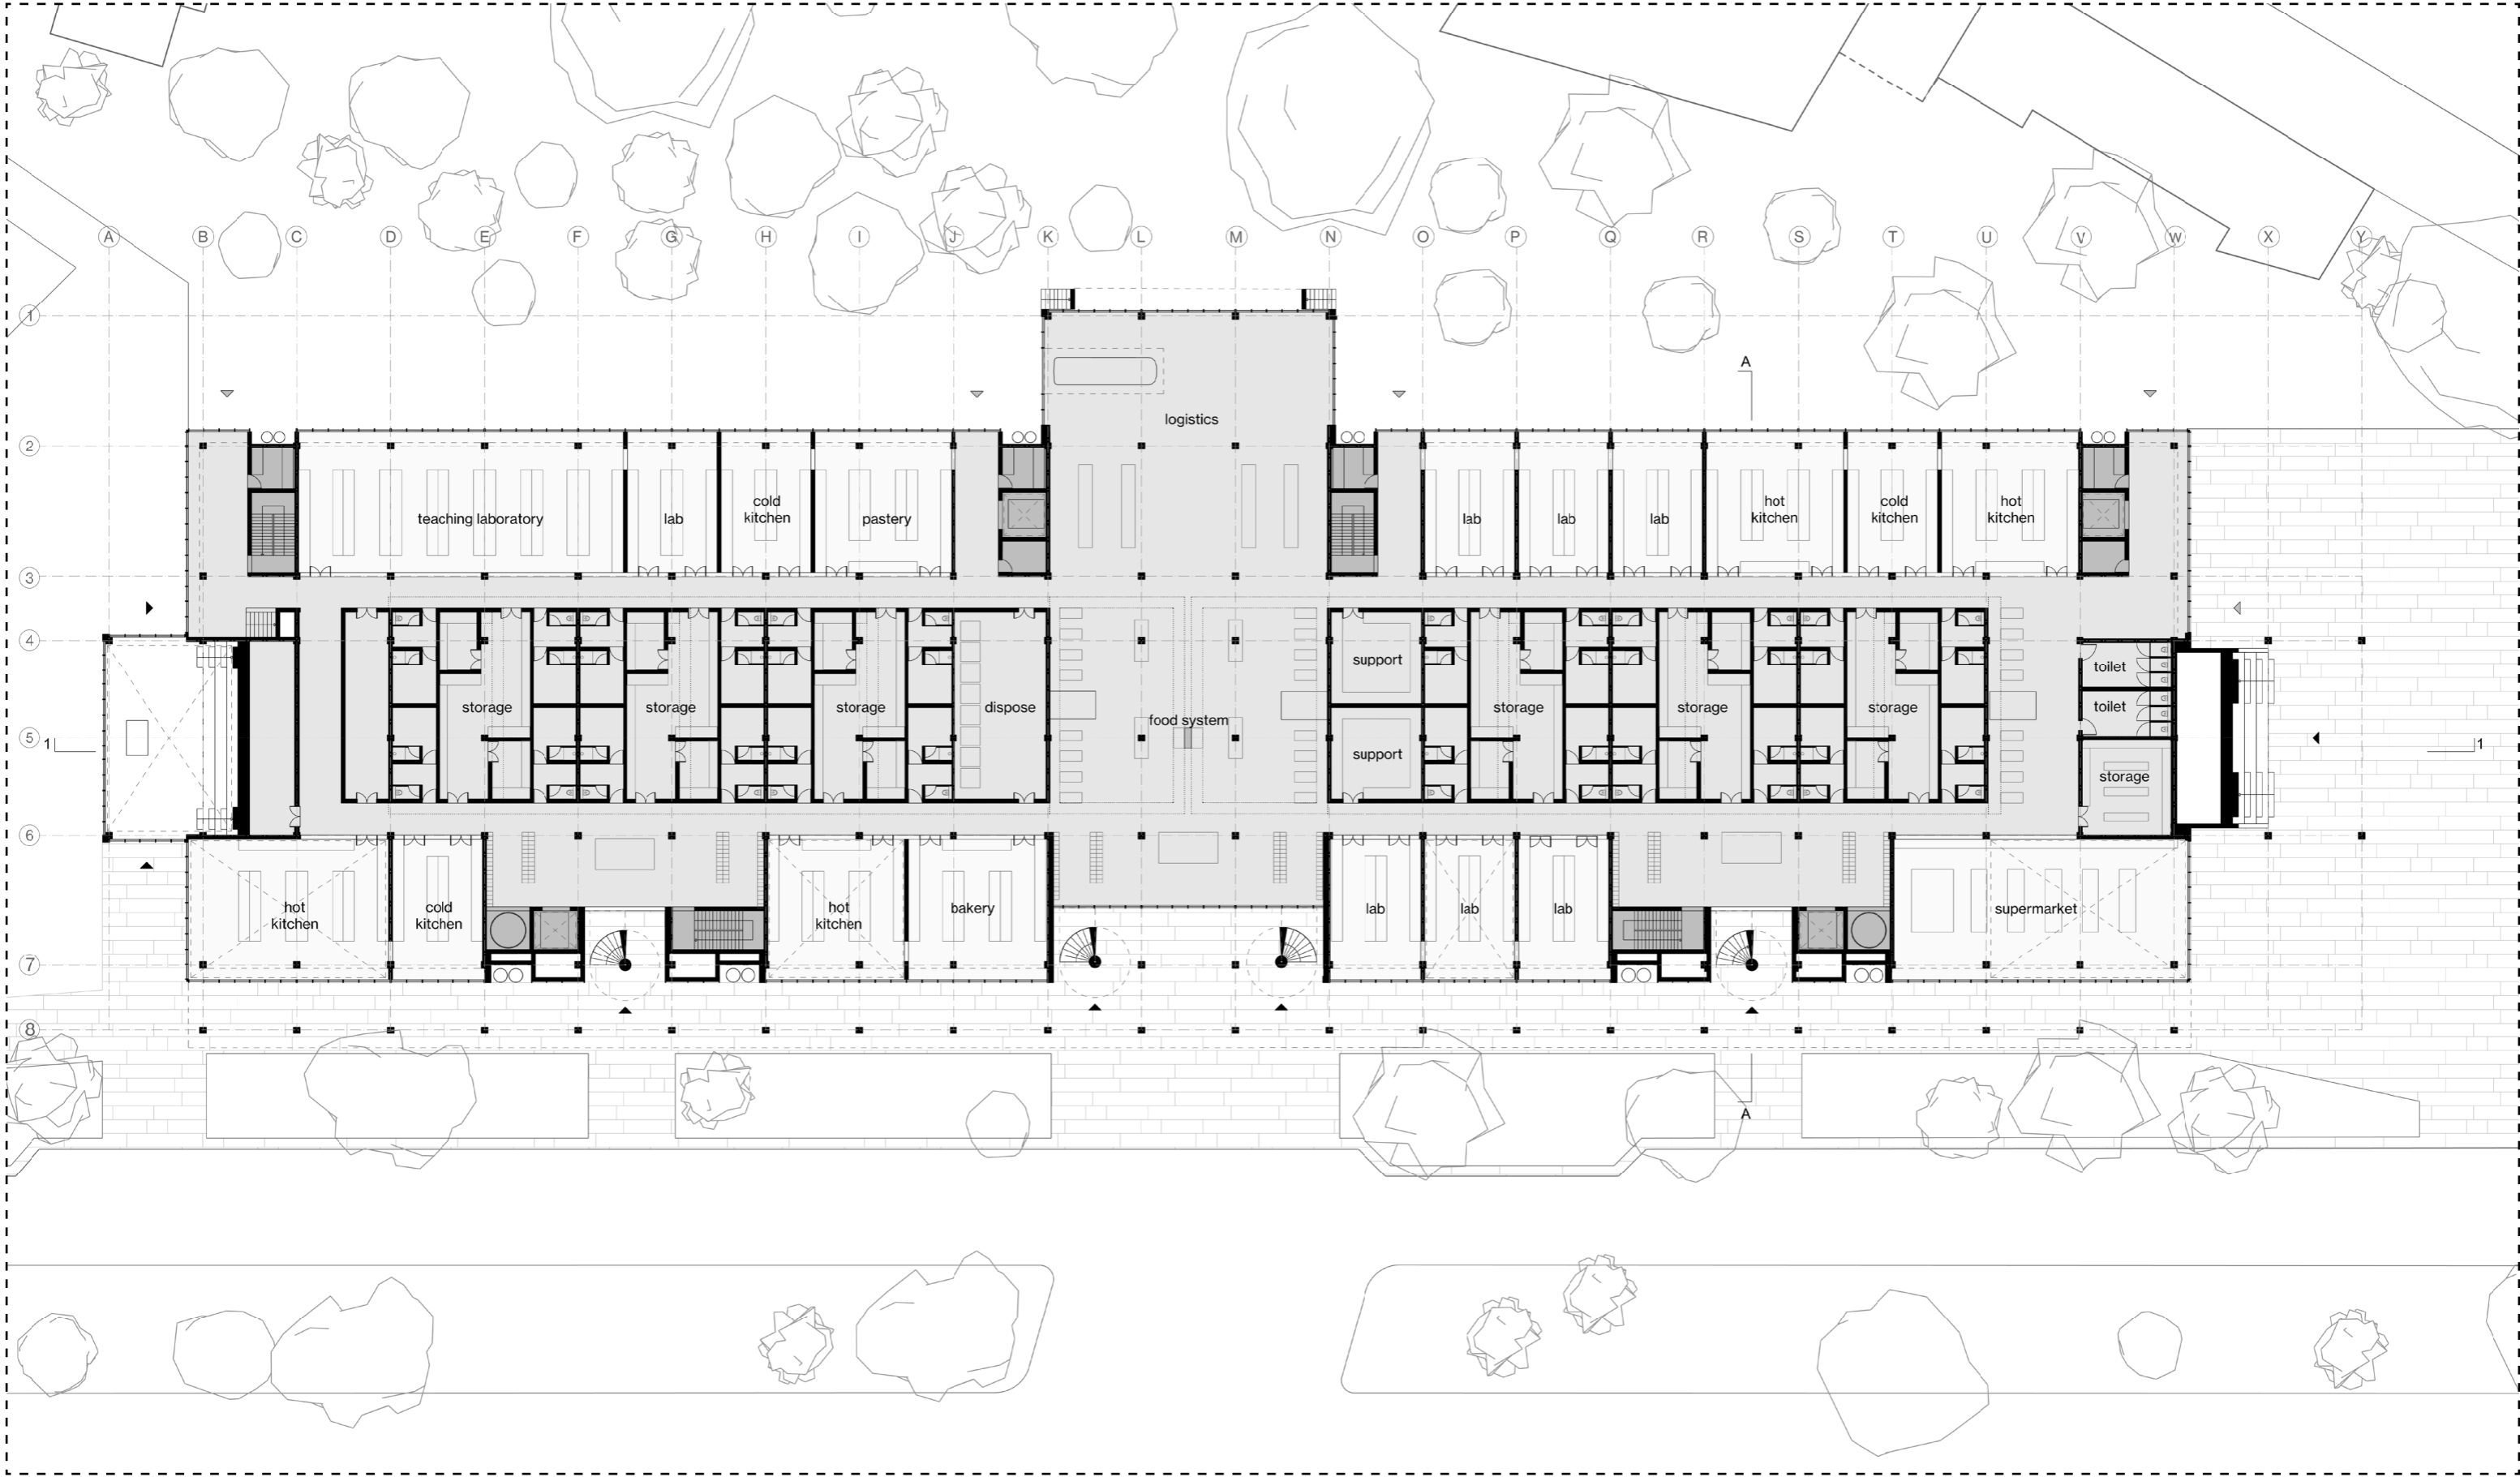 A B C D E F G H I J K L M N O P Q R S T U V W X Y
1
A
logistics
2
cold kitchen
hot kitchen
cold kitchen
hot kitchen
teaching laboratory
lab
pastery
lab
lab
lab
3
4
support
toilet
storage
storage
storage
dispose
storage
storage
storage
toilet
food system
5
1
1
support
storage
6
hot kitchen
cold kitchen
hot kitchen
bakery
lab
lab
lab
supermarket
7
8
A